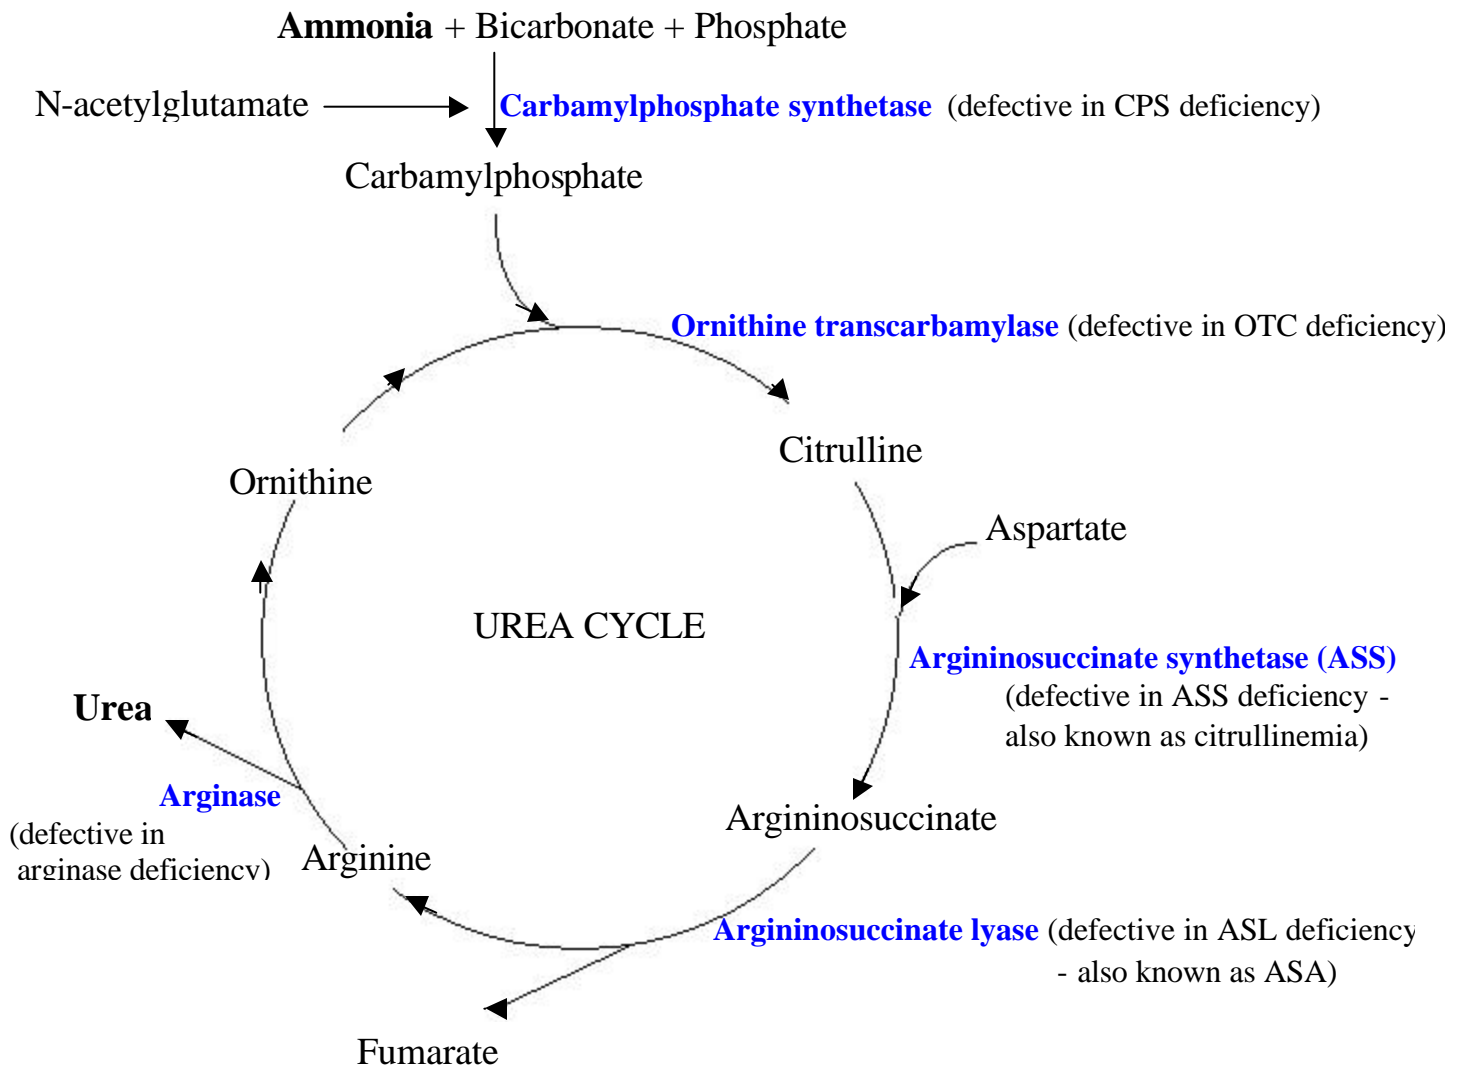 Ammonia + Bicarbonate + Phosphate
N-acetylglutamate
Carbamylphosphate synthetase (defective in CPS deficiency)
Carbamylphosphate
Ornithine transcarbamylase (defective in OTC deficiency)
Citrulline
Ornithine
Aspartate
UREA CYCLE
Argininosuccinate synthetase (ASS)
(defective in ASS deficiency -
also known as citrullinemia)
Urea
Arginase
(defective in
arginase deficiency)
Argininosuccinate
Arginine
Argininosuccinate lyase (defective in ASL deficiency
- also known as ASA)
Fumarate